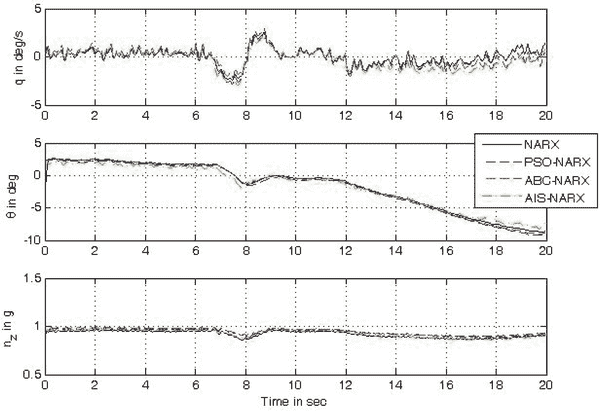 5
0
-5
q in deg/s
0 2 4 6 8 10 12 14 16 18 20
5
0
-5
-10
θ in deg
NARX
PSO-NARX
ABC-NARX
AIS-NARX
0 2 4 6 8 10 12 14 16 18 20
1.5
1
0.5
nz in g
0 2 4 6 8 10 12 14 16 18 20
Time in sec